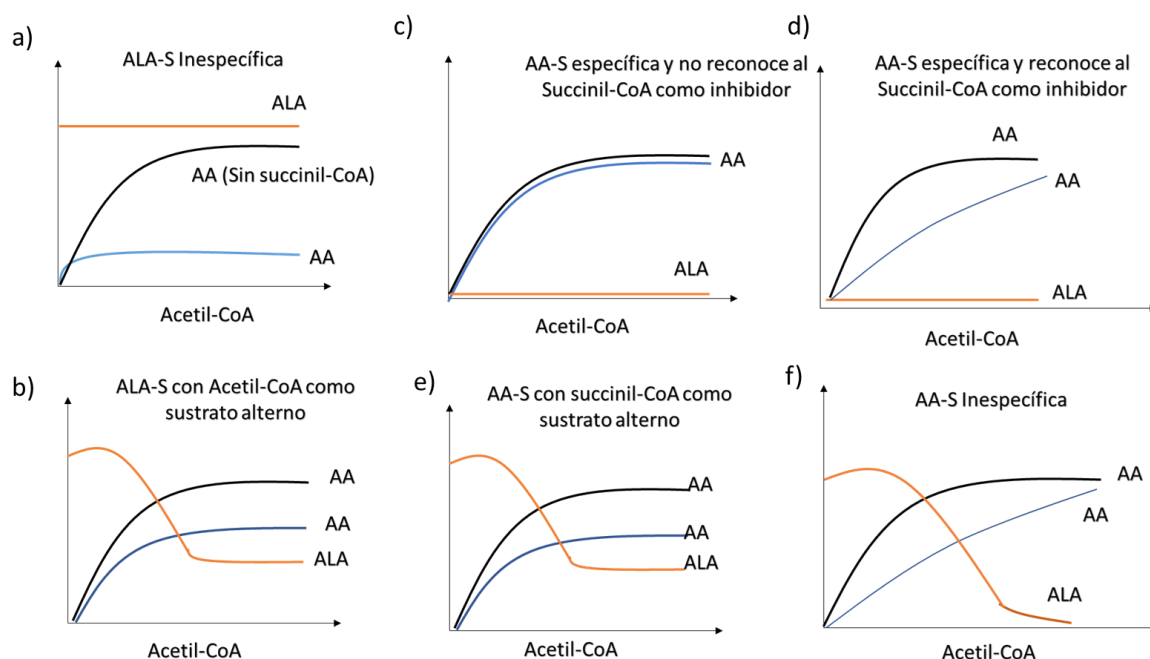 a)
ALA-S Inespecífica
ALA
AA (Sin succinil-CoA)
AA
Acetil-CoA
c)
AA-S específica y no reconoce al
Succinil-CoA como inhibidor
AA
ALA
Acetil-CoA
d)
AA-S específica y reconoce al
Succinil-CoA como inhibidor
AA
AA
ALA
Acetil-CoA
b)
ALA-S con Acetil-CoA como
sustrato alterno
AA
AA
ALA
Acetil-CoA
e)
AA-S con succinil-CoA como
sustrato alterno
AA
AA
ALA
Acetil-CoA
f)
AA-S Inespecífica
AA
AA
ALA
Acetil-CoA